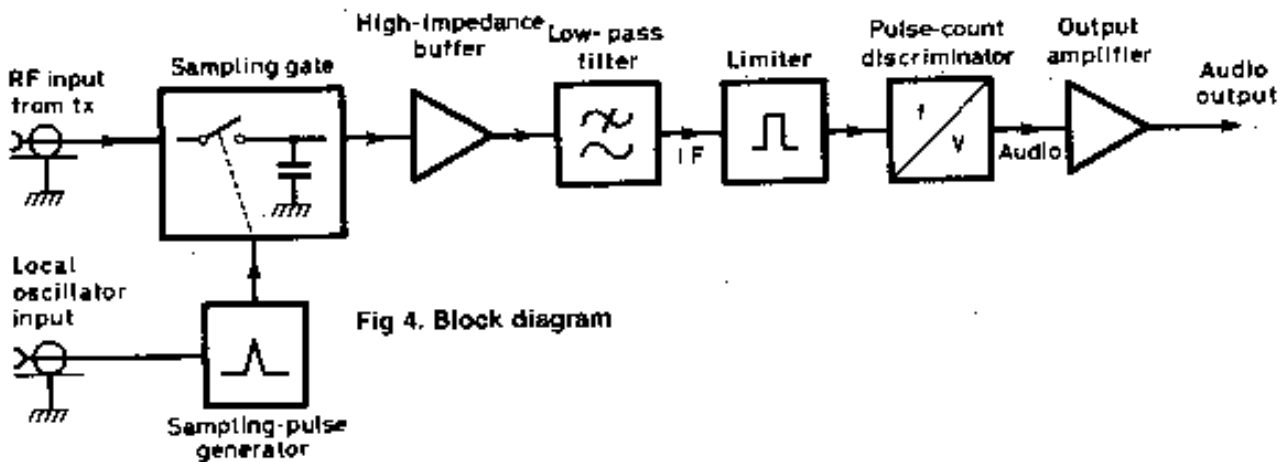 RF input
from tx
Sampling gate
High-impedance
buffer
Low-pass
filter
IF
Limiter
Pulse-count
discriminator
f
V
Audio
Output
amplifier
Audio
output
Local
oscillator
input
Sampling-pulse
generator
Fig 4. Block diagram